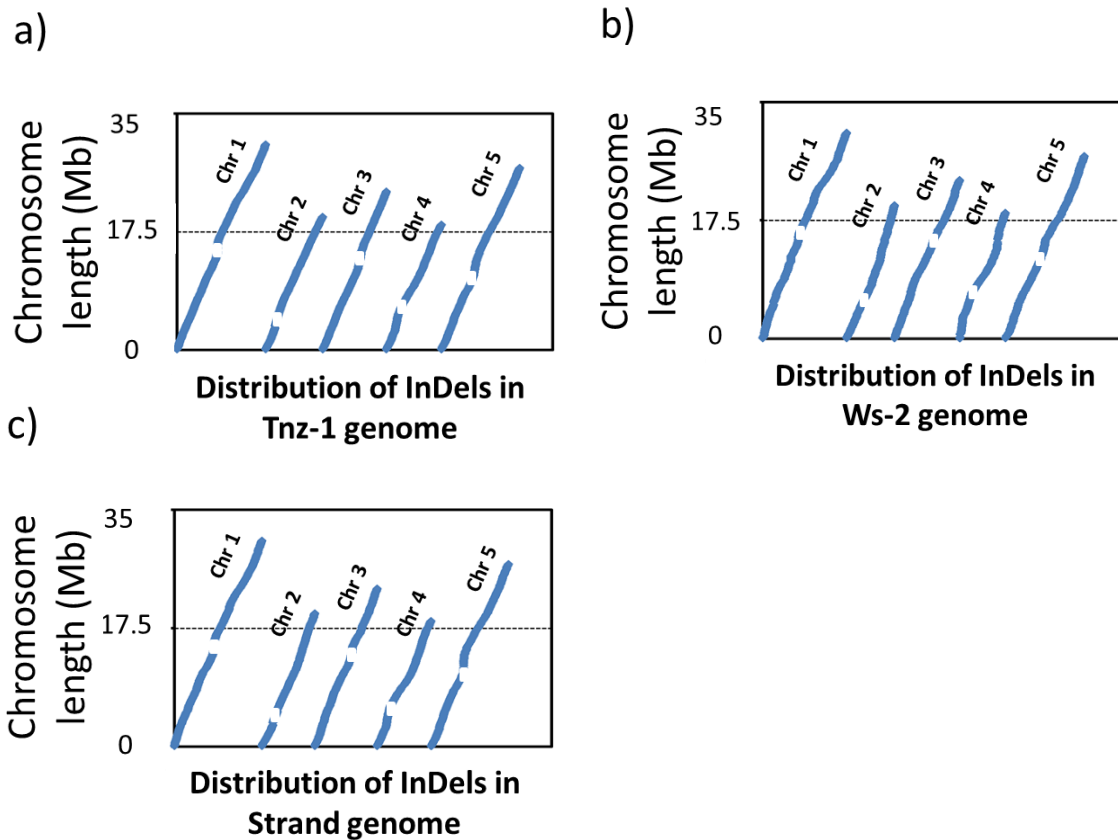 a)
Chromosome
length (Mb)
35
17.5
0
Chr 1
Chr 2
Chr 3
Chr 4
Chr 5
Distribution of InDels in
Tnz-1 genome
b)
Chromosome
length (Mb)
35
17.5
0
Chr 1
Chr 2
Chr 3
Chr 4
Chr 5
Distribution of InDels in
Ws-2 genome
c)
Chromosome
length (Mb)
35
17.5
0
Chr 1
Chr 2
Chr 3
Chr 4
Chr 5
Distribution of InDels in
Strand genome